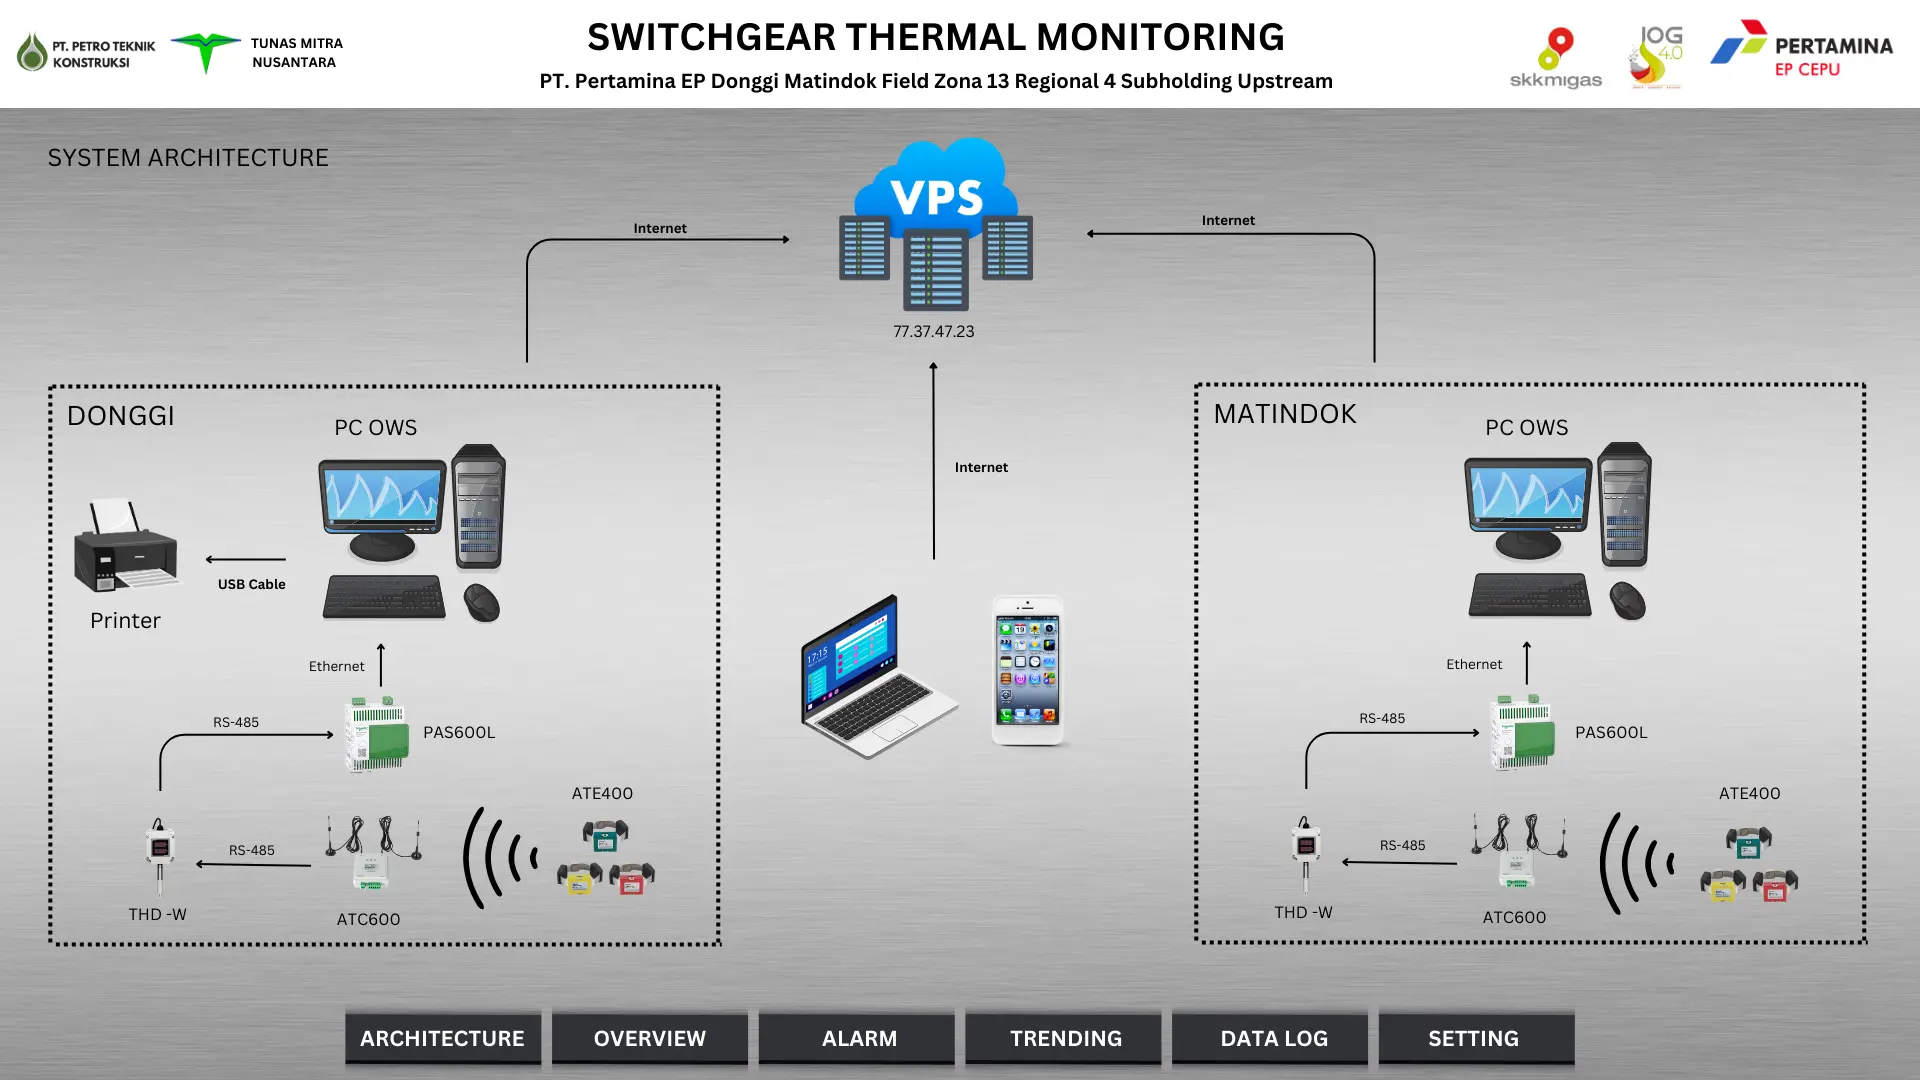 PT. PETRO TEKNIK
KONSTRUKSI
TUNAS MITRA
NUSANTARA
SWITCHGEAR THERMAL MONITORING
PT. Pertamina EP Donggi Matindok Field Zona 13 Regional 4 Subholding Upstream
skkmigas
IOG
4.0
PERTAMINA
EP CEPU
SYSTEM ARCHITECTURE
VPS
Internet
Internet
77.37.47.23
DONGGI
PC OWS
Printer
USB Cable
Ethernet
RS-485
PAS600L
ATE400
RS-485
THD -W
ATC600
Internet
17:15
MATINDOK
PC OWS
Ethernet
RS-485
PAS600L
ATE400
RS-485
THD -W
ATC600
ARCHITECTURE
OVERVIEW
ALARM
TRENDING
DATA LOG
SETTING